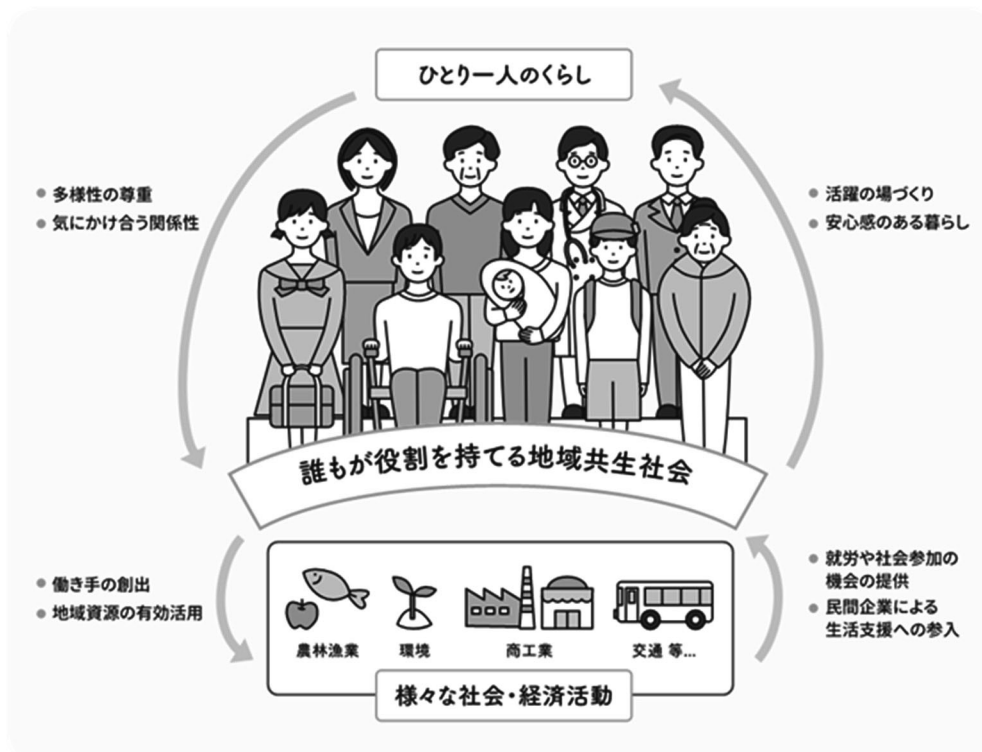 ひとり一人のくらし
多様性の尊重
気にかけ合う関係性
活躍の場づくり
安心感のある暮らし
誰もが役割を持てる地域共生社会
働き手の創出
地域資源の有効活用
就労や社会参加の
機会の提供
民間企業による
生活支援への参入
農林漁業
環境
商工業
交通 等...
様々な社会・経済活動